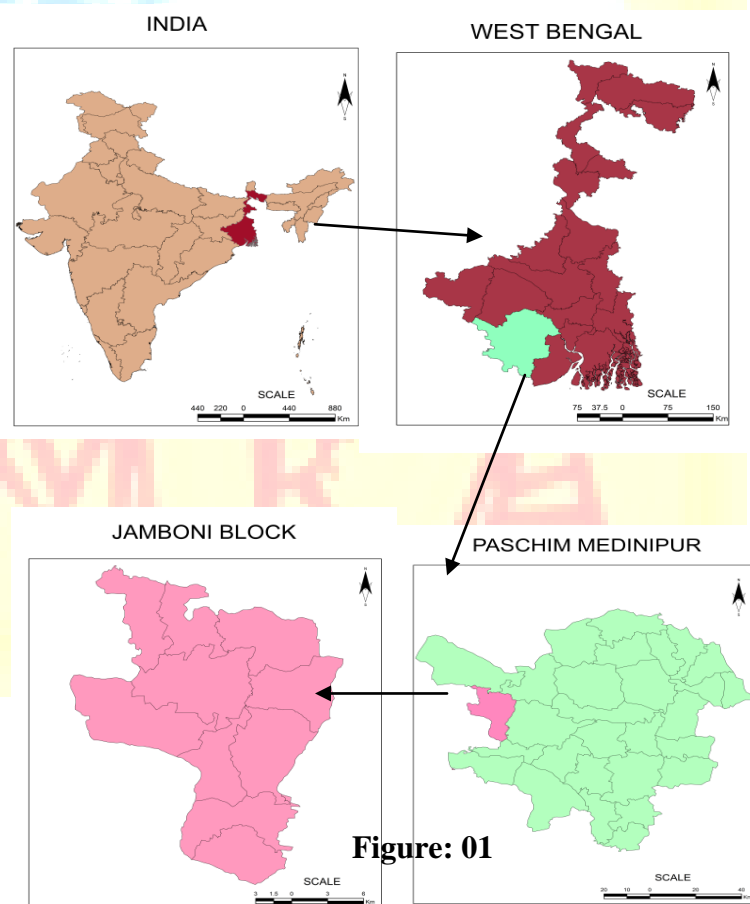 INDIA
N
S
SCALE
440 220 0 440 880
Km
WEST BENGAL
N
S
SCALE
75 37.5 0 75 150
Km
JAMBONI BLOCK
N
S
SCALE
3 1.5 0 3 6
Km
PASCHIM MEDINIPUR
N
S
SCALE
20 10 0 20 40
Km
Figure: 01